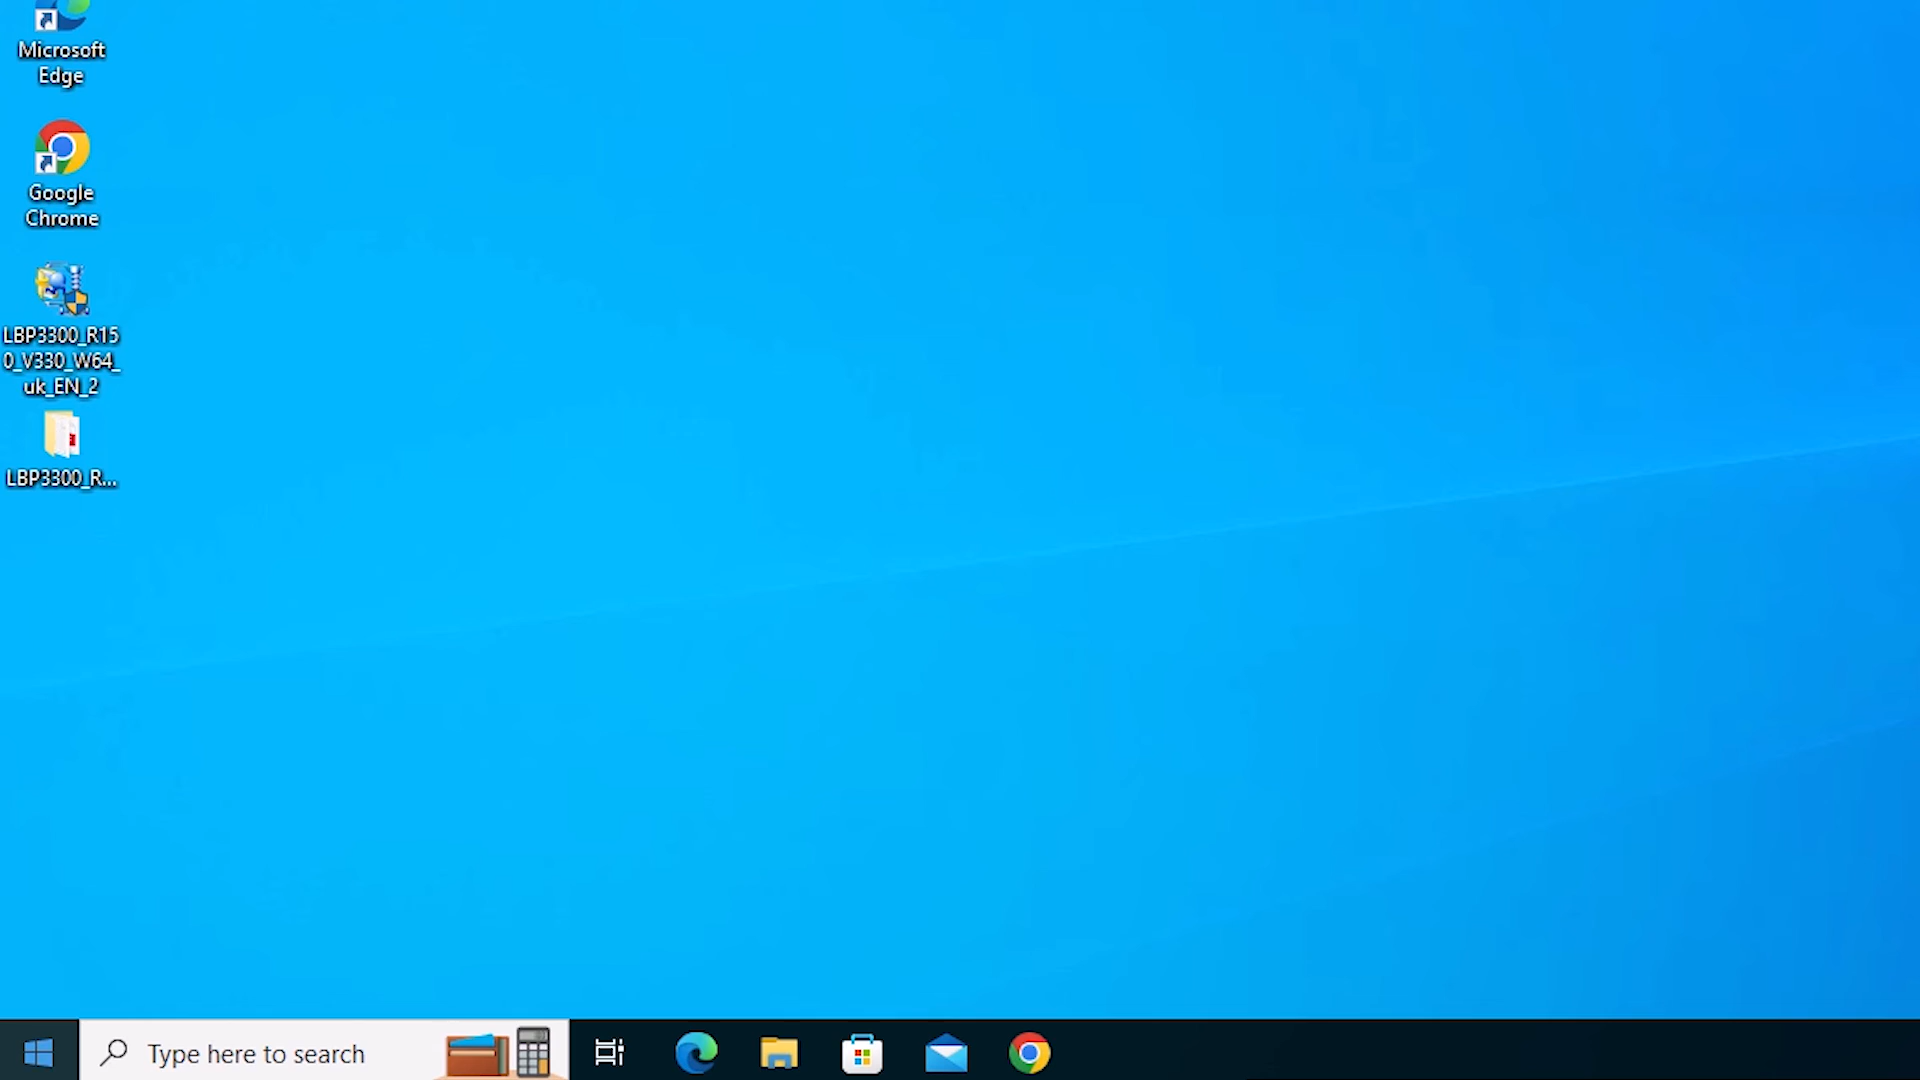 Microsoft
Edge
Google
Chrome
LBP3300_R15
0_V330_W64_
uk_EN_2
LBP3300_R...
Type here to search